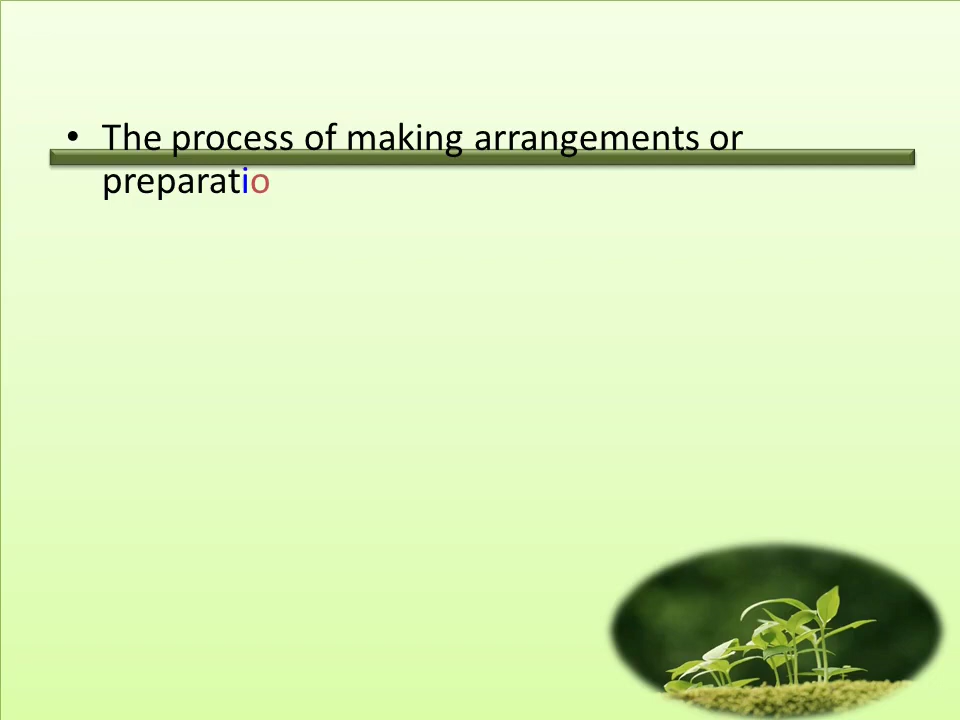 • The process of making arrangements or
preparatio